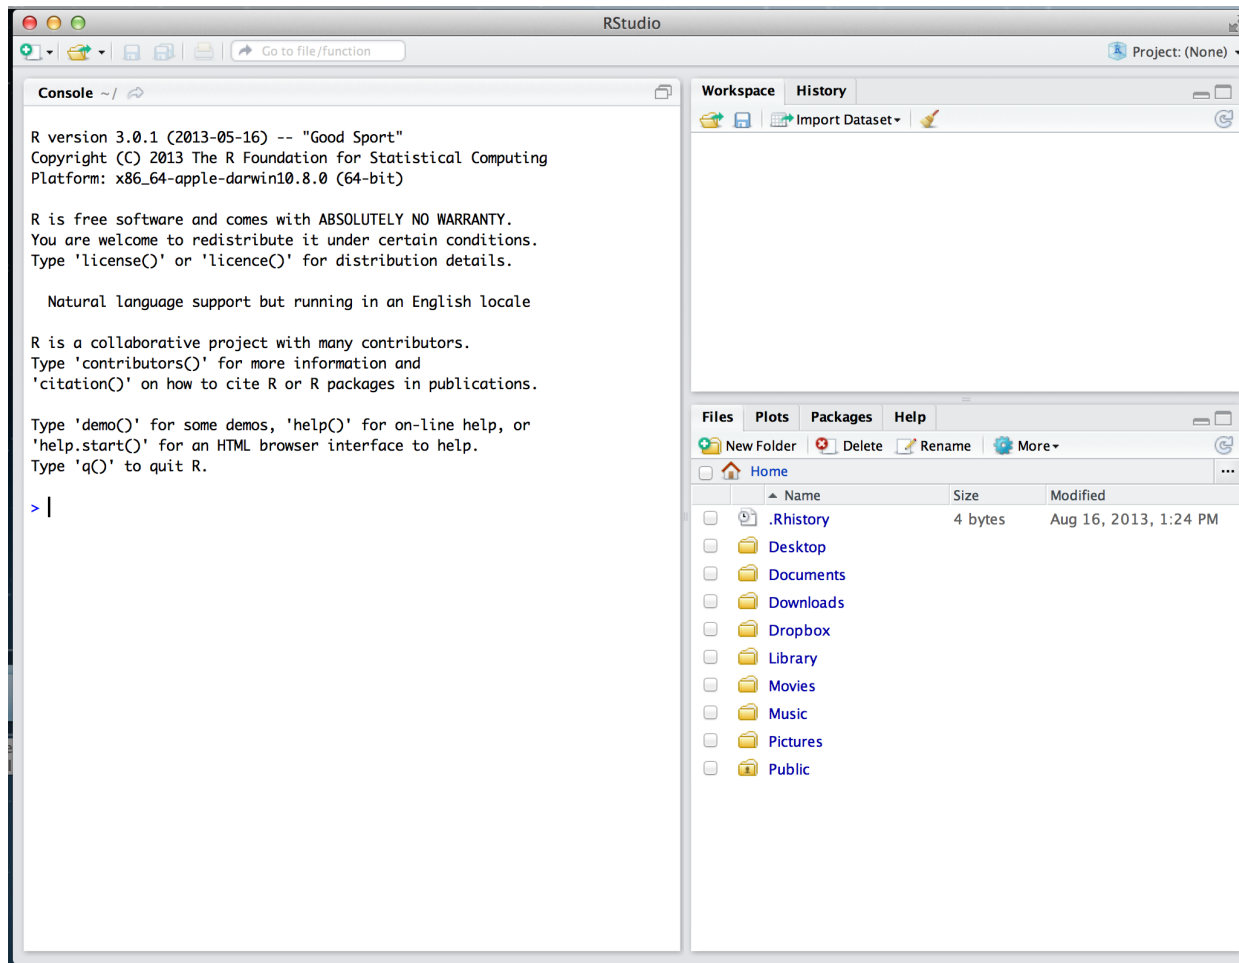 RStudio
Go to file/function
Project: (None)
Console ~/
R version 3.0.1 (2013-05-16) -- "Good Sport"
Copyright (C) 2013 The R Foundation for Statistical Computing
Platform: x86_64-apple-darwin10.8.0 (64-bit)
R is free software and comes with ABSOLUTELY NO WARRANTY.
You are welcome to redistribute it under certain conditions.
Type 'license()' or 'licence()' for distribution details.
Natural language support but running in an English locale
R is a collaborative project with many contributors.
Type 'contributors()' for more information and
'citation()' on how to cite R or R packages in publications.
Type 'demo()' for some demos, 'help()' for on-line help, or
'help.start()' for an HTML browser interface to help.
Type 'q()' to quit R.
>
Workspace History
Import Dataset
Files Plots Packages Help
New Folder Delete Rename More
Home ...
Name Size Modified
.Rhistory 4 bytes Aug 16, 2013, 1:24 PM
Desktop
Documents
Downloads
Dropbox
Library
Movies
Music
Pictures
Public